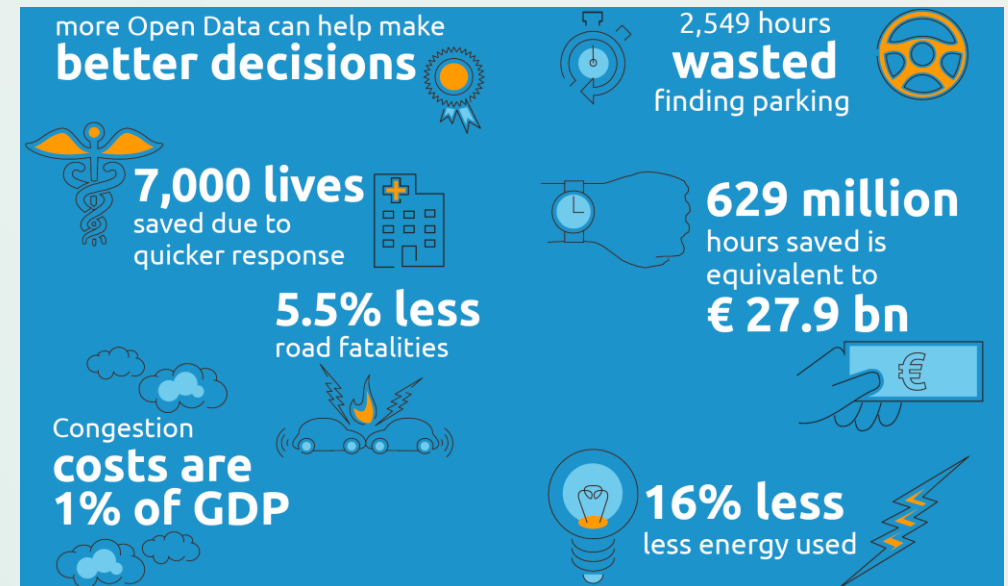 more Open Data can help make
better decisions
7,000 lives
saved due to
quicker response
5.5% less
road fatalities
Congestion
costs are
1% of GDP
2,549 hours
wasted
finding parking
629 million
hours saved is
equivalent to
€ 27.9 bn
€
16% less
less energy used